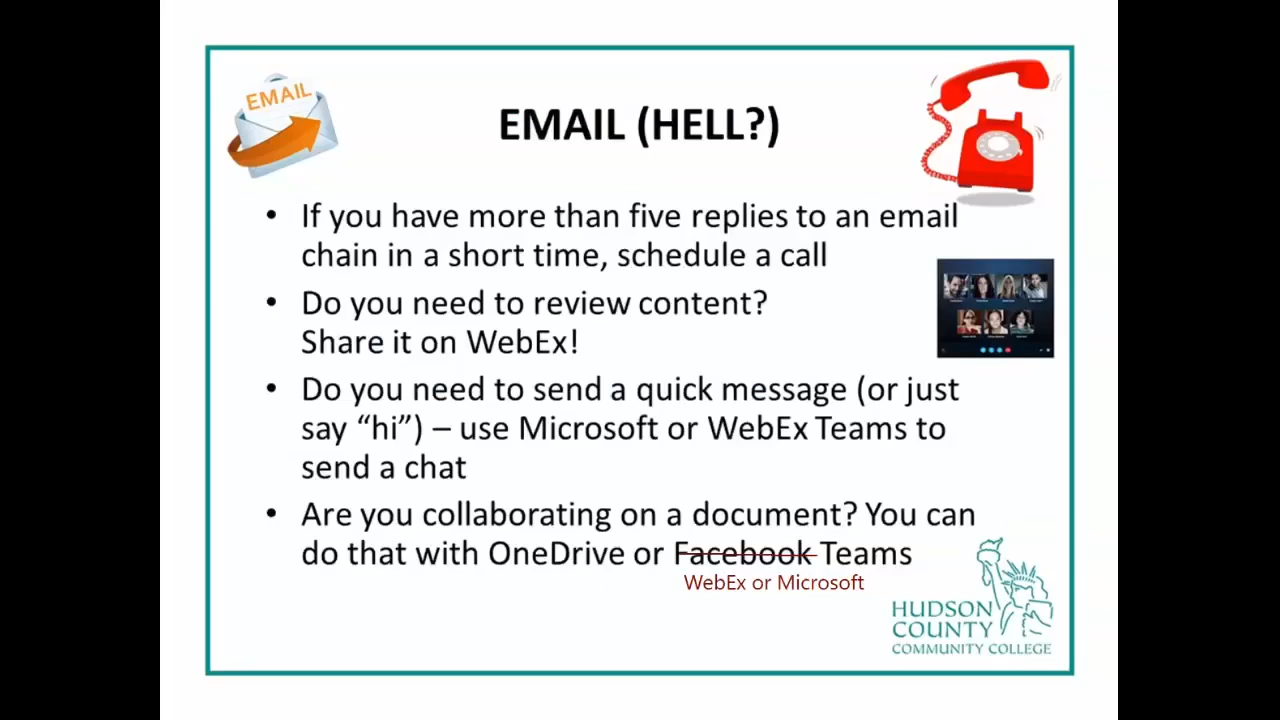 EMAIL
EMAIL (HELL?)
• If you have more than five replies to an email
chain in a short time, schedule a call
• Do you need to review content?
Share it on WebEx!
• Do you need to send a quick message (or just
say “hi”) – use Microsoft or WebEx Teams to
send a chat
• Are you collaborating on a document? You can
do that with OneDrive or Facebook Teams
WebEx or Microsoft
HUDSON
COUNTY
COMMUNITY COLLEGE